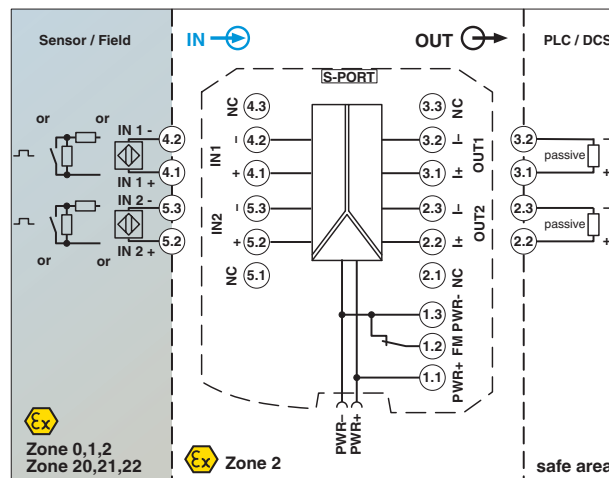 Sensor / Field
IN
OUT
PLC / DCS
S-PORT
or
or
IN 1 -
4.2
4.1
IN 1 +
IN 2 -
5.3
5.2
IN 2 +
or
or
NC
4.3
IN1
–
4.2
+
4.1
IN2
–
5.3
+
5.2
NC
5.1
3.3
NC
3.2
I–
OUT1
3.1
I+
2.3
I–
OUT2
2.2
I+
2.1
NC
1.3
PWR-
1.2
FM
1.1
PWR+
PWR–
PWR+
3.2
–
passive
3.1
+
2.3
–
passive
2.2
+
Ex
Zone 0,1,2
Zone 20,21,22
Ex
Zone 2
safe area